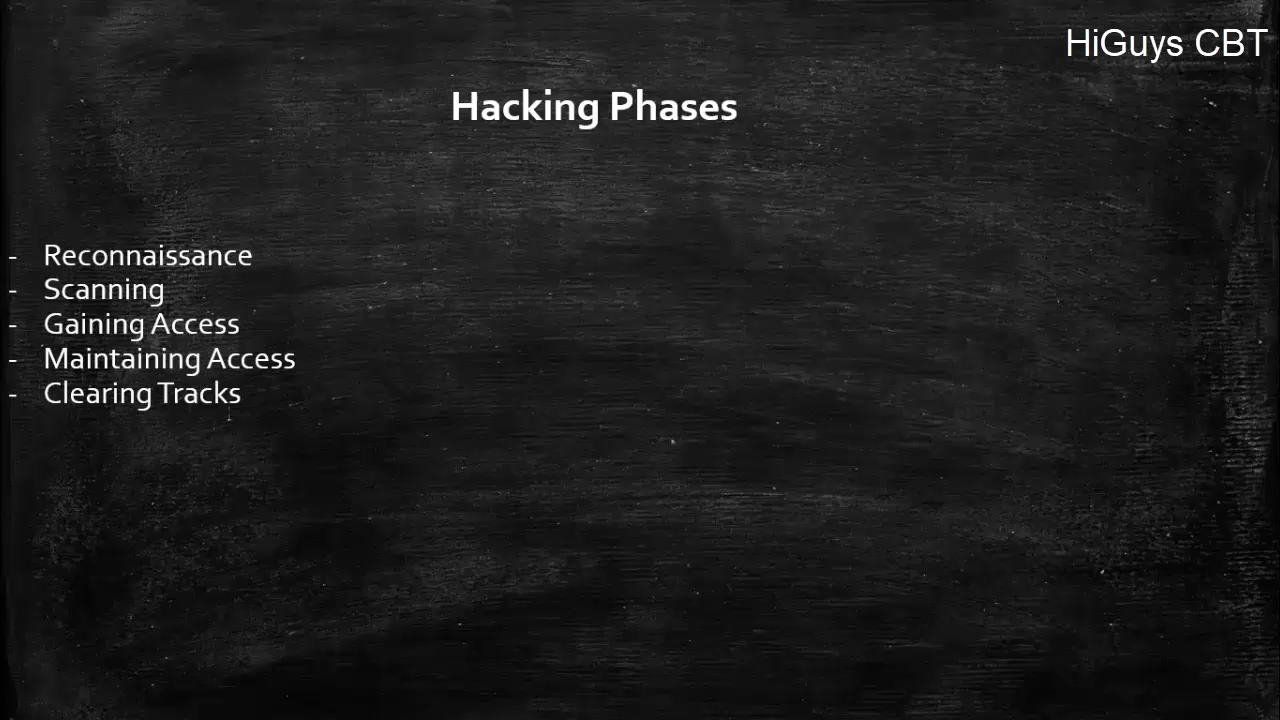 HiGuys CBT
Hacking Phases
- Reconnaissance
- Scanning
- Gaining Access
- Maintaining Access
- Clearing Tracks